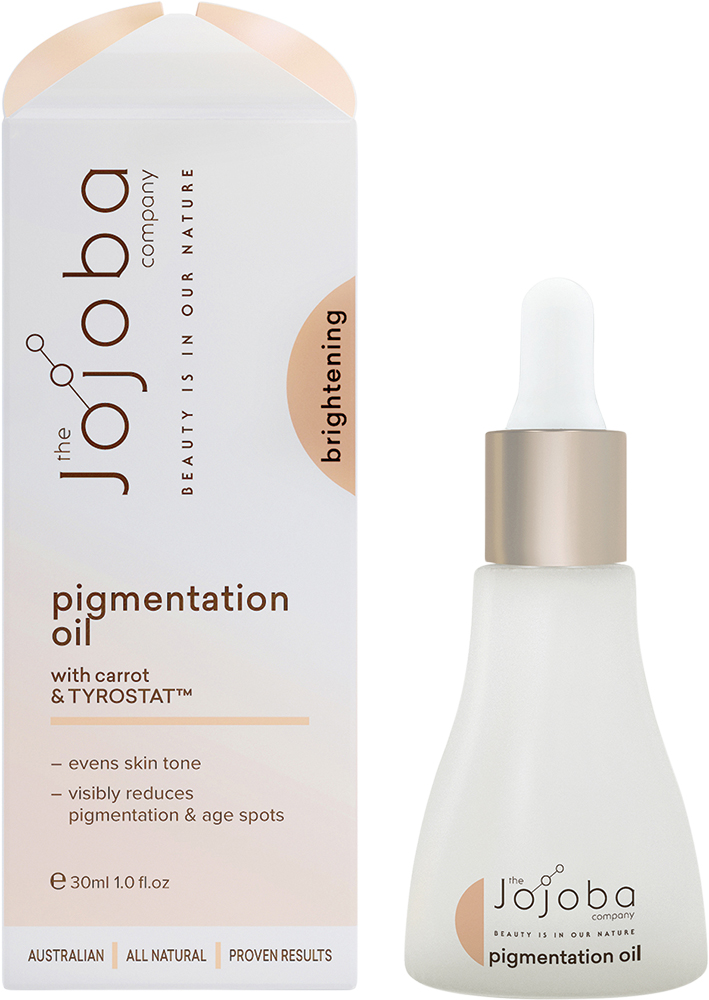 the
Jojoba
company
BEAUTY IS IN OUR NATURE
brightening
pigmentation
oil
with carrot
& TYROSTAT™
– evens skin tone
– visibly reduces
pigmentation & age spots
℮ 30ml 1.0 fl.oz
AUSTRALIAN | ALL NATURAL | PROVEN RESULTS
the
Jojoba
company
BEAUTY IS IN OUR NATURE
pigmentation oil